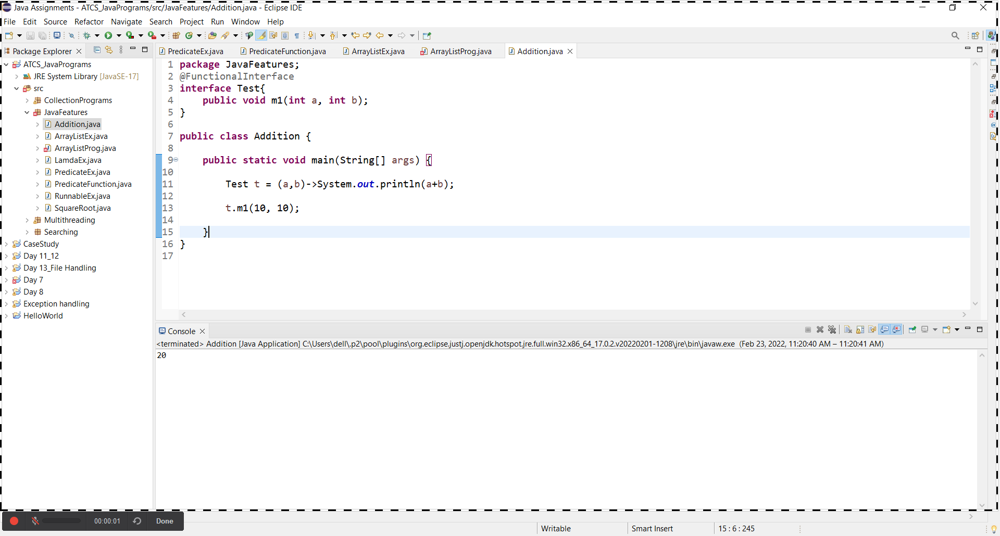 Java Assignments - ATCS_JavaPrograms/src/JavaFeatures/Addition.java - Eclipse IDE
File Edit Source Refactor Navigate Search Project Run Window Help
Package Explorer
ATCS_JavaPrograms
JRE System Library [JavaSE-17]
src
CollectionPrograms
JavaFeatures
Addition.java
ArrayListEx.java
ArrayListProg.java
LamdaEx.java
PredicateEx.java
PredicateFunction.java
RunnableEx.java
SquareRoot.java
Multithreading
Searching
CaseStudy
Day 11_12
Day 13_File Handling
Day 7
Day 8
Exception handling
HelloWorld
PredicateEx.java PredicateFunction.java ArrayListEx.java ArrayListProg.java Addition.java
1 package JavaFeatures;
2 @FunctionalInterface
3 interface Test{
4 public void m1(int a, int b);
5 }
6
7 public class Addition {
8
9 public static void main(String[] args) {
10
11 Test t = (a,b)->System.out.println(a+b);
12
13 t.m1(10, 10);
14
15 }
16 }
17
Console
<terminated> Addition [Java Application] C:\Users\dell\.p2\pool\plugins\org.eclipse.justj.openjdk.hotspot.jre.full.win32.x86_64_17.0.2.v20220201-1208\jre\bin\javaw.exe (Feb 23, 2022, 11:20:40 AM – 11:20:41 AM)
20
00:00:01 Done
Writable Smart Insert 15 : 6 : 245